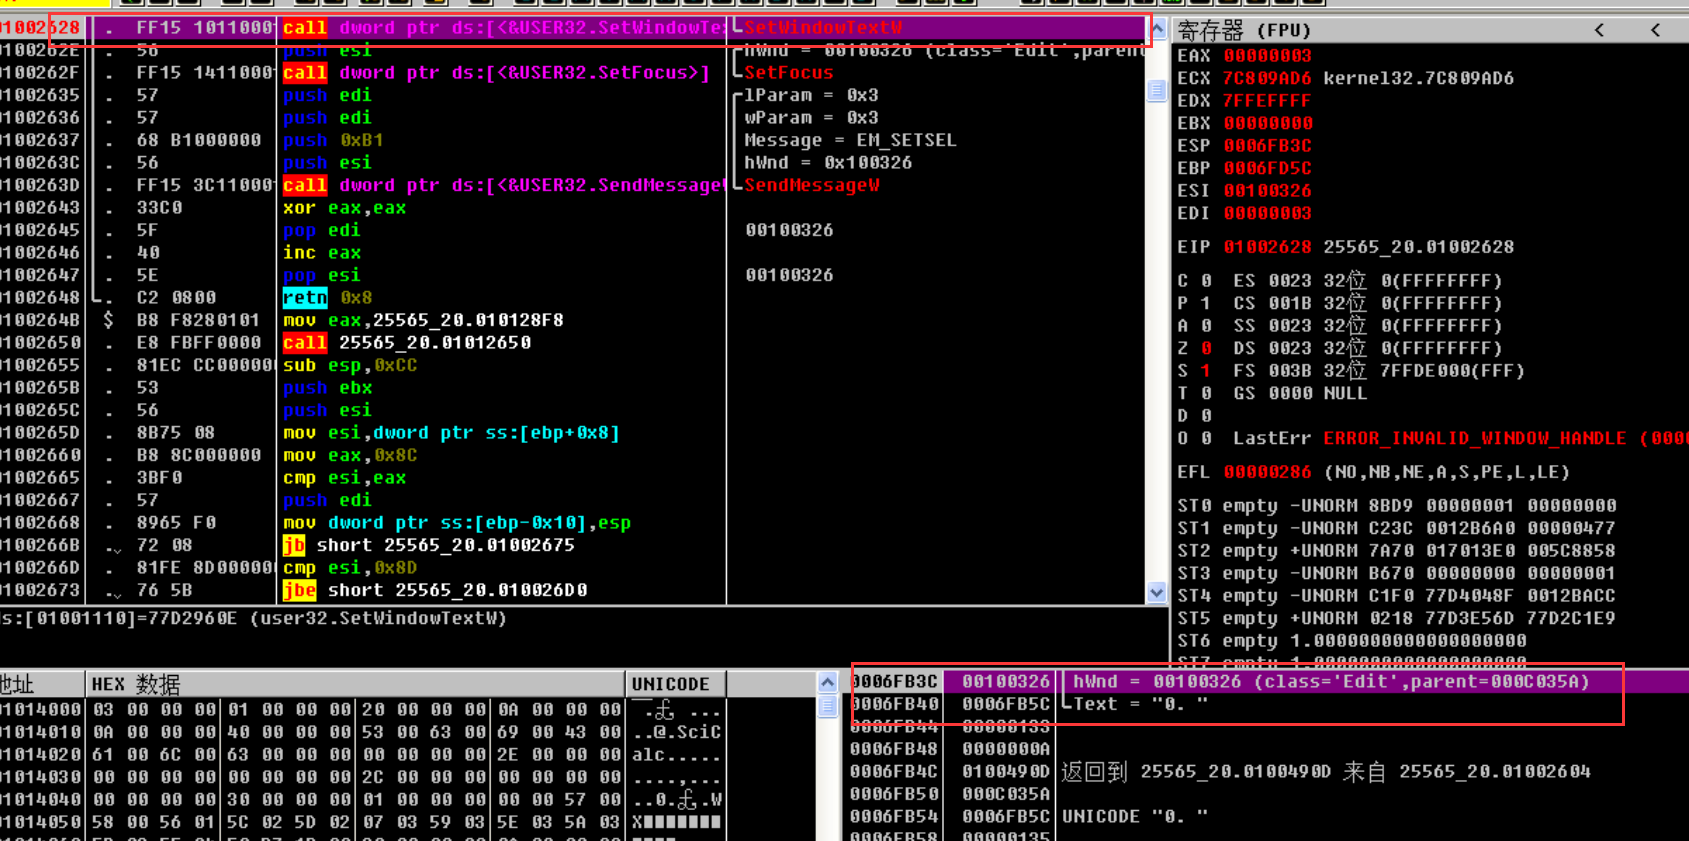 01002628 . FF15 10110001 call dword ptr ds:[<&USER32.SetWindowTe SetWindowTextW
0100262E . 56 push esi hWnd = 00100326 (class='Edit',parent
0100262F . FF15 14110001 call dword ptr ds:[<&USER32.SetFocus>] SetFocus
01002635 . 57 push edi lParam = 0x3
01002636 . 57 push edi wParam = 0x3
01002637 . 68 B1000000 push 0xB1 Message = EM_SETSEL
0100263C . 56 push esi hWnd = 0x100326
0100263D . FF15 3C110001 call dword ptr ds:[<&USER32.SendMessageW SendMessageW
01002643 . 33C0 xor eax,eax
01002645 . 5F pop edi 00100326
01002646 . 40 inc eax
01002647 . 5E pop esi 00100326
01002648 . C2 0800 retn 0x8
0100264B $ B8 F8280101 mov eax,25565_20.010128F8
01002650 . E8 FBFF0000 call 25565_20.01012650
01002655 . 81EC CC000000 sub esp,0xCC
0100265B . 53 push ebx
0100265C . 56 push esi
0100265D . 8B75 08 mov esi,dword ptr ss:[ebp+0x8]
01002660 . B8 8C000000 mov eax,0x8C
01002665 . 3BF0 cmp esi,eax
01002667 . 57 push edi
01002668 . 8965 F0 mov dword ptr ss:[ebp-0x10],esp
0100266B . 72 08 jb short 25565_20.01002675
0100266D . 81FE 8D000000 cmp esi,0x8D
01002673 . 76 5B jbe short 25565_20.010026D0
ds:[01001110]=77D2960E (user32.SetWindowTextW)
寄存器 (FPU) < <
EAX 00000003
ECX 7C809AD6 kernel32.7C809AD6
EDX 7FFEFFFF
EBX 00000000
ESP 0006FB3C
EBP 0006FD5C
ESI 00100326
EDI 00000003
EIP 01002628 25565_20.01002628
C 0 ES 0023 32位 0(FFFFFFFF)
P 1 CS 001B 32位 0(FFFFFFFF)
A 0 SS 0023 32位 0(FFFFFFFF)
Z 0 DS 0023 32位 0(FFFFFFFF)
S 1 FS 003B 32位 7FFDE000(FFF)
T 0 GS 0000 NULL
D 0
O 0 LastErr ERROR_INVALID_WINDOW_HANDLE (0000
EFL 00000286 (NO,NB,NE,A,S,PE,L,LE)
ST0 empty -UNORM 8BD9 00000001 00000000
ST1 empty -UNORM C23C 0012B6A0 00000477
ST2 empty +UNORM 7A70 017013E0 005C8858
ST3 empty -UNORM B670 00000000 00000001
ST4 empty -UNORM C1F0 77D4048F 0012BACC
ST5 empty +UNORM 0218 77D3E56D 77D2C1E9
ST6 empty 1.0000000000000000000
ST7 empty 1.0000000000000000000
地址 HEX 数据 UNICODE
01014000 03 00 00 00 01 00 00 00 20 00 00 00 0A 00 00 00
01014010 0A 00 00 00 40 00 00 00 53 00 63 00 69 00 43 00 ..@.SciC
01014020 61 00 6C 00 63 00 00 00 00 00 00 00 2E 00 00 00 alc.....
01014030 00 00 00 00 00 00 00 00 2C 00 00 00 00 00 00 00 ....,...
01014040 00 00 00 00 30 00 00 00 01 00 00 00 00 00 57 00
01014050 58 00 56 01 5C 02 5D 02 07 03 59 03 5E 03 5A 03
0006FB3C 00100326 hWnd = 00100326 (class='Edit',parent=000C035A)
0006FB40 0006FB5C Text = "0. "
0006FB44 00000133
0006FB48 0000000A
0006FB4C 0100490D 返回到 25565_20.0100490D 来自 25565_20.01002604
0006FB50 000C035A
0006FB54 0006FB5C UNICODE "0. "
0006FB58 00000135